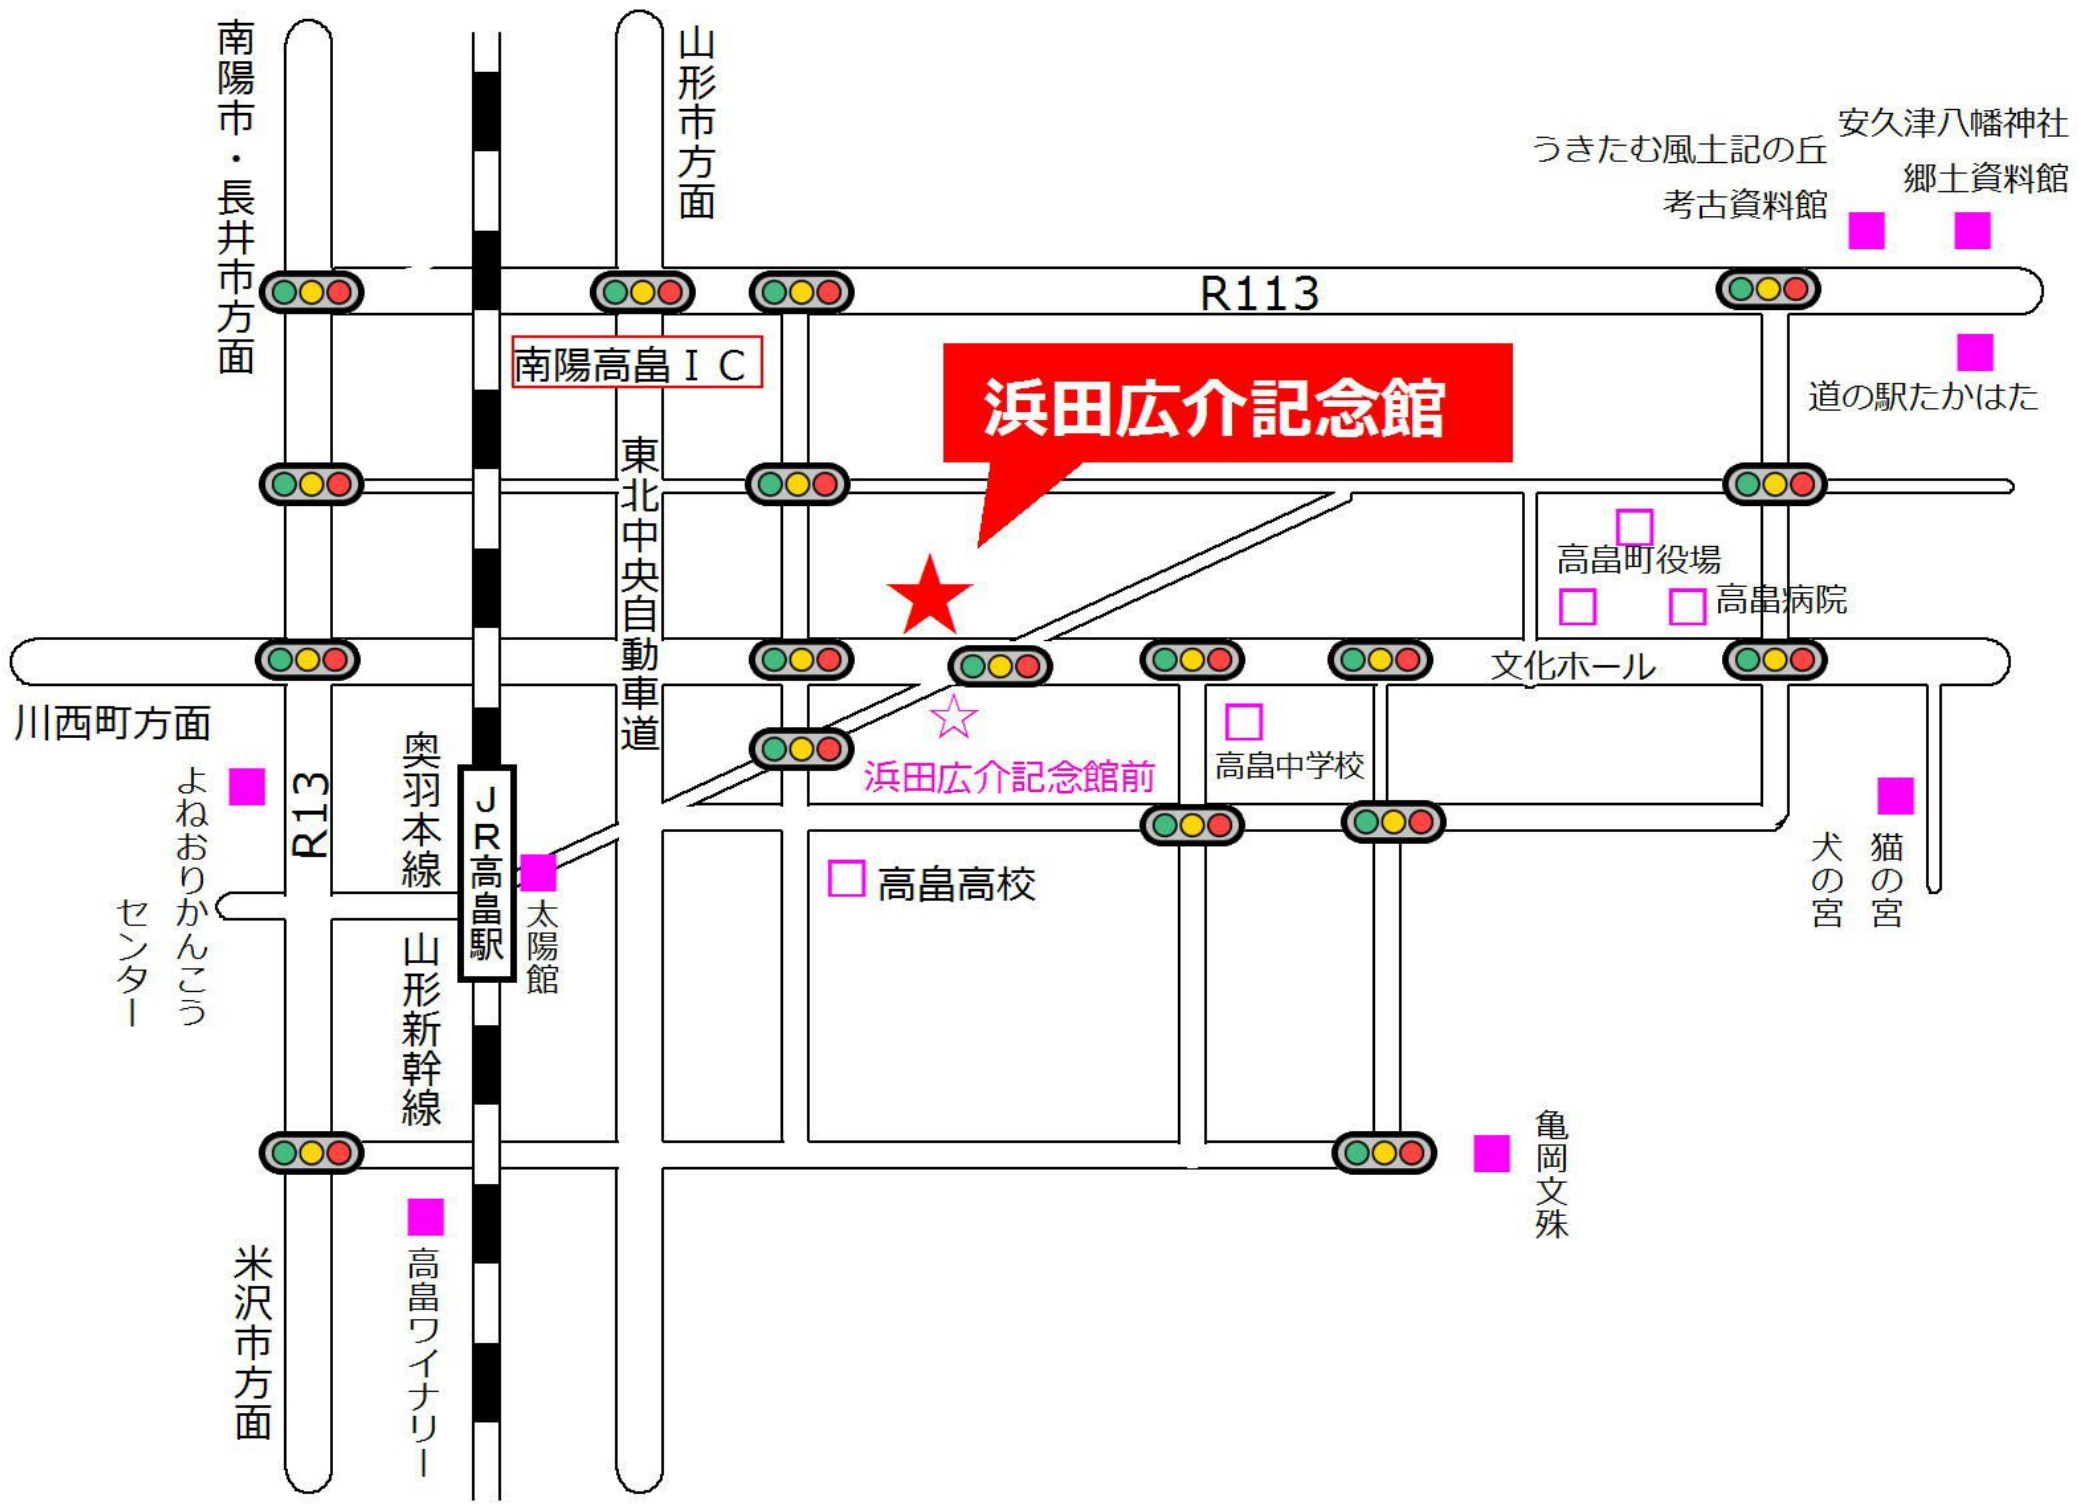 南陽市・長井市方面
山形市方面
安久津八幡神社
郷土資料館
うきたむ風土記の丘
考古資料館
R113
南陽高畠ＩＣ
浜田広介記念館
道の駅たかはた
東北中央自動車道
高畠町役場
高畠病院
文化ホール
川西町方面
浜田広介記念館前
高畠中学校
よねおりかんこう
センター
R13
奥羽本線
山形新幹線
ＪＲ高畠駅
太陽館
高畠高校
猫の宮
犬の宮
亀岡文殊
米沢市方面
高畠ワイナリー